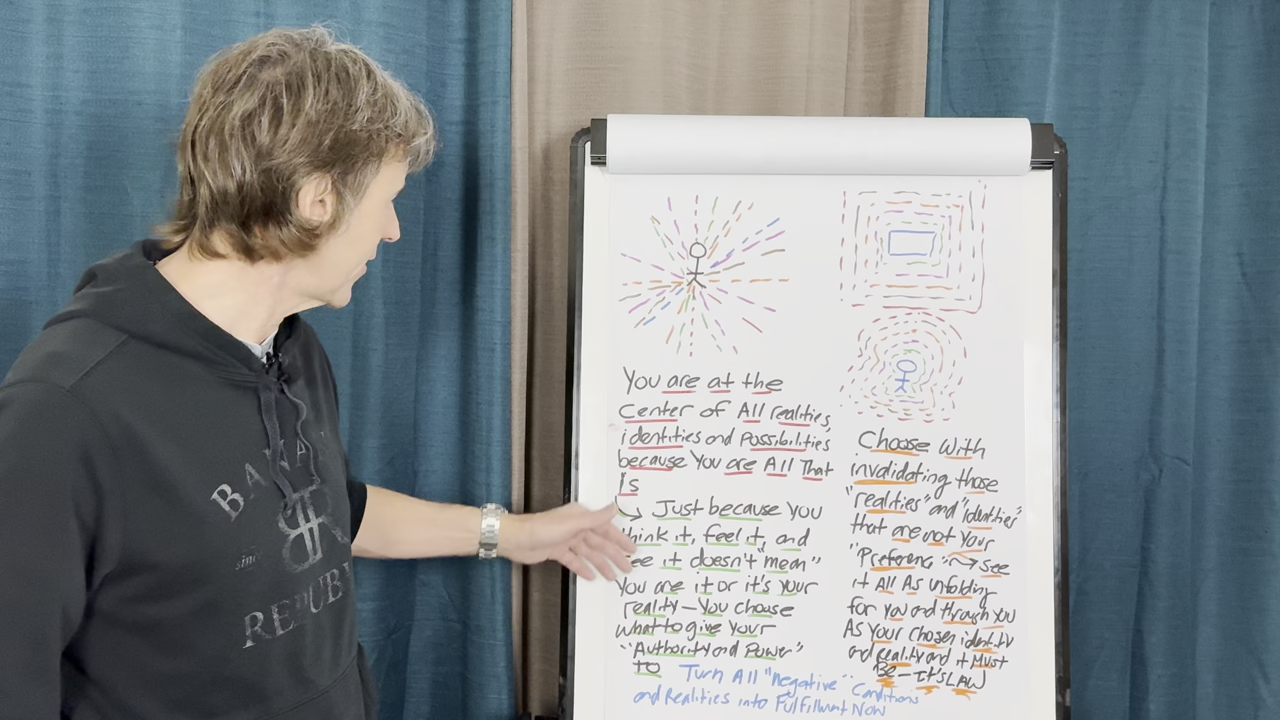 You are at the
Center of All realities,
identities and possibilities
because You are All That
Is
Just because you
think it, feel it, and
see it doesn't "mean"
you are it or it's your
reality - You choose
what to give your
"Authority and Power"
to
Choose With
invalidating those
"realities" and "identities"
that are not your
"Preference" see
it All As unfolding
for you and through you
As your chosen identity
and reality and it Must
Be - It's LAW
Turn All "negative" Conditions
and Realities into Fulfillment Now
BANANA
BR
since
REPUBL